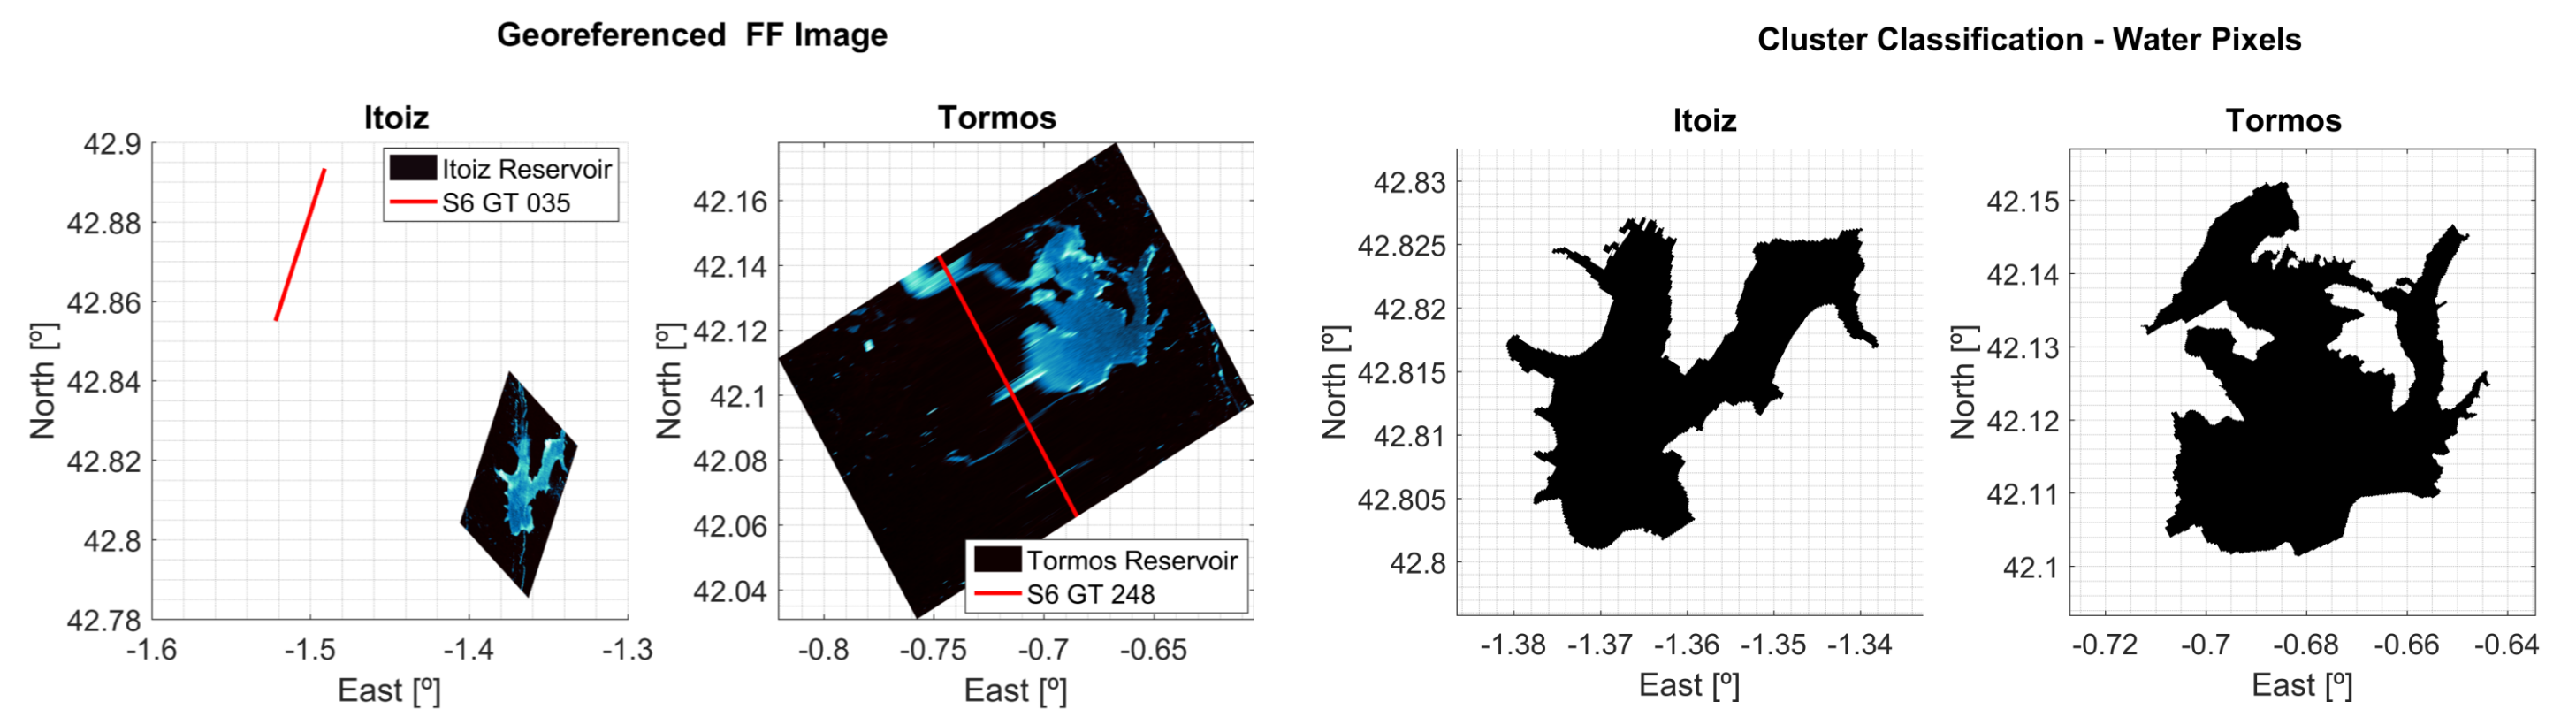 Georeferenced  FF Image
Cluster Classification - Water Pixels
Itoiz
42.9
42.88
42.86
42.84
42.82
42.8
42.78
North [º]
-1.6
-1.5
-1.4
-1.3
East [º]
Itoiz Reservoir
S6 GT 035
Tormos
42.16
42.14
42.12
42.1
42.08
42.06
42.04
North [º]
-0.8
-0.75
-0.7
-0.65
East [º]
Tormos Reservoir
S6 GT 248
Itoiz
42.83
42.825
42.82
42.815
42.81
42.805
42.8
North [º]
-1.38
-1.37
-1.36
-1.35
-1.34
East [º]
Tormos
42.15
42.14
42.13
42.12
42.11
42.1
North [º]
-0.72
-0.7
-0.68
-0.66
-0.64
East [º]